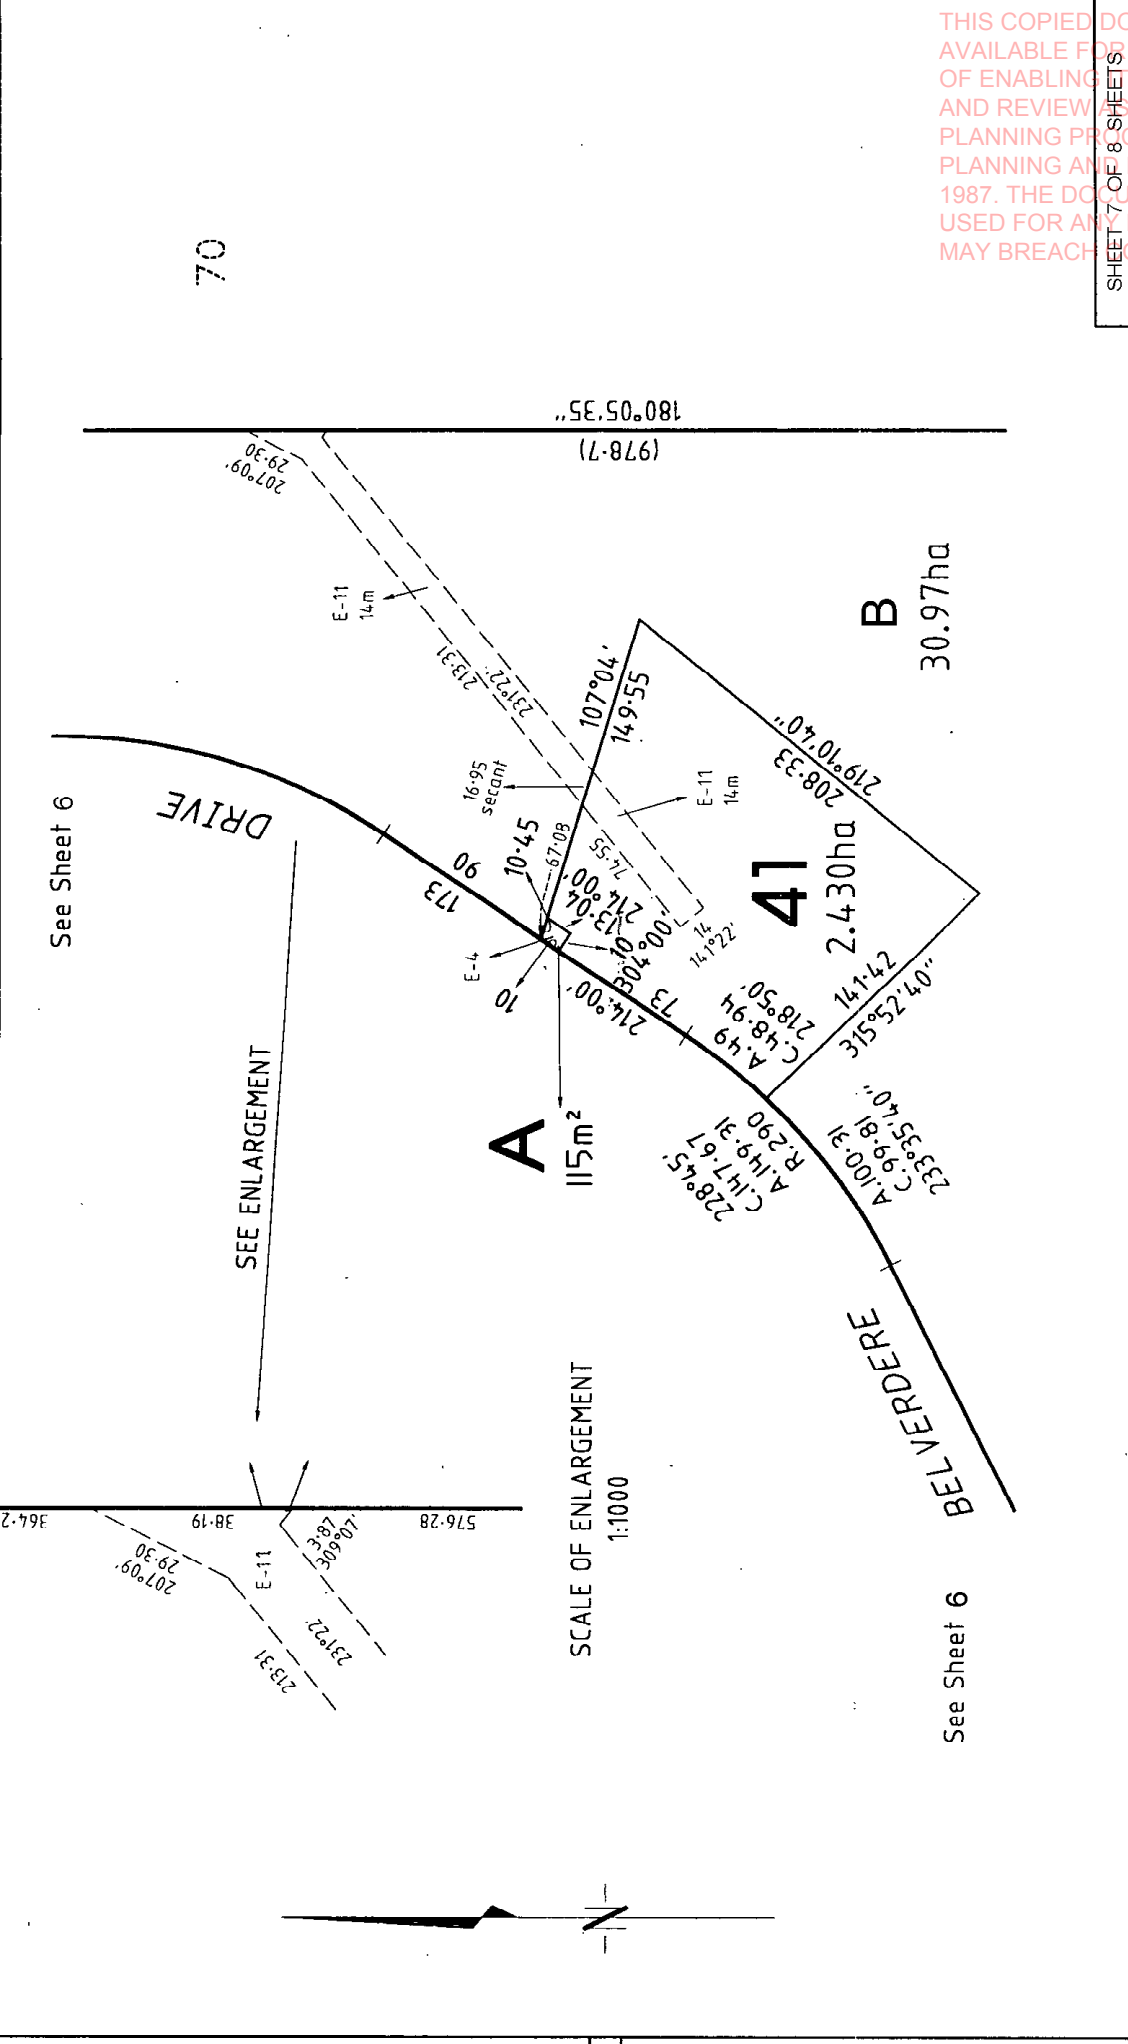 THIS COPIED DO
AVAILABLE FOR
OF ENABLING
AND REVIEW AS
PLANNING PROC
PLANNING AND
1987. THE DOCU
USED FOR ANY
MAY BREACH CO
SHEET 7 OF 8 SHEETS
70
180°05'35"
(978·7)
207°09'
29·30
E-11
14m
213·31
231°22'
See Sheet 6
DRIVE
173
90
16·95
secant
107°04'
149·55
B
30.97ha
10·45
67·08
74·55
E-11
14m
219°10'40"
208·33
E-4
10
13·04
214°00'
10
304°00'
14
141°22'
41
2.430ha
214°00'
73
A.49
C.48·94
218°50'
141·42
315°52'40"
SEE ENLARGEMENT
A
115m²
228°45'
C.147·67
A.149·31
R.290
A.100·31
C.99·81
233°35'40"
BELVERDERE
364·2
38·19
576·28
207°09'
29·30
E-11
3·87
309°07'
213·31
231°22'
SCALE OF ENLARGEMENT
1:1000
See Sheet 6